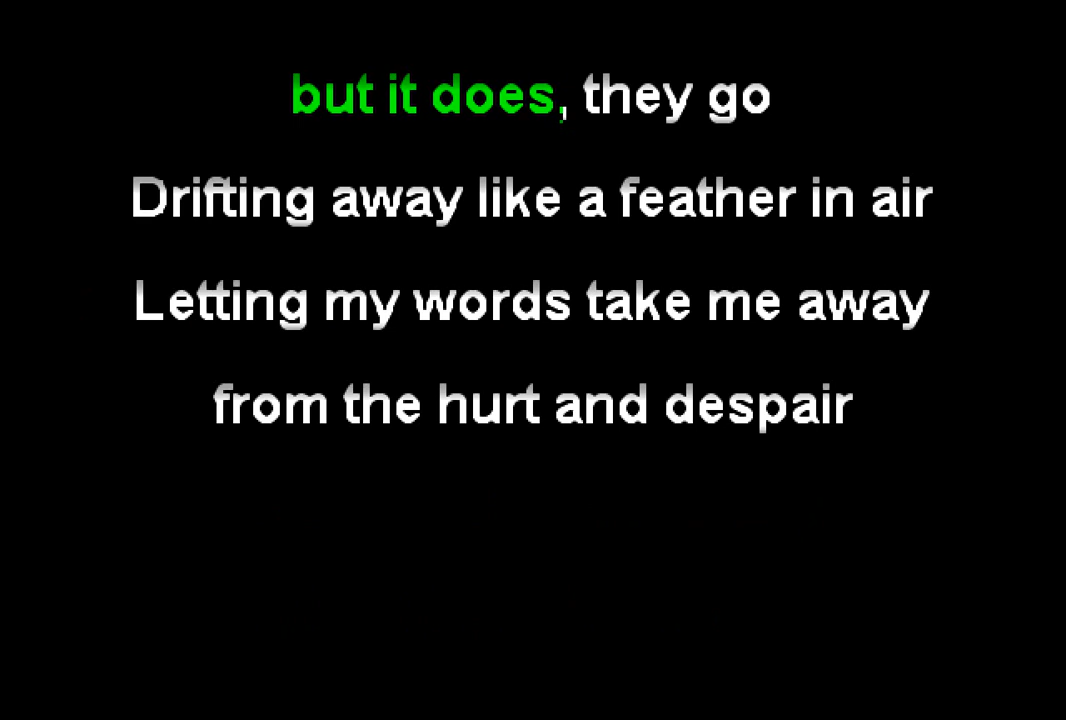 but it does, they go
Drifting away like a feather in air
Letting my words take me away
from the hurt and despair